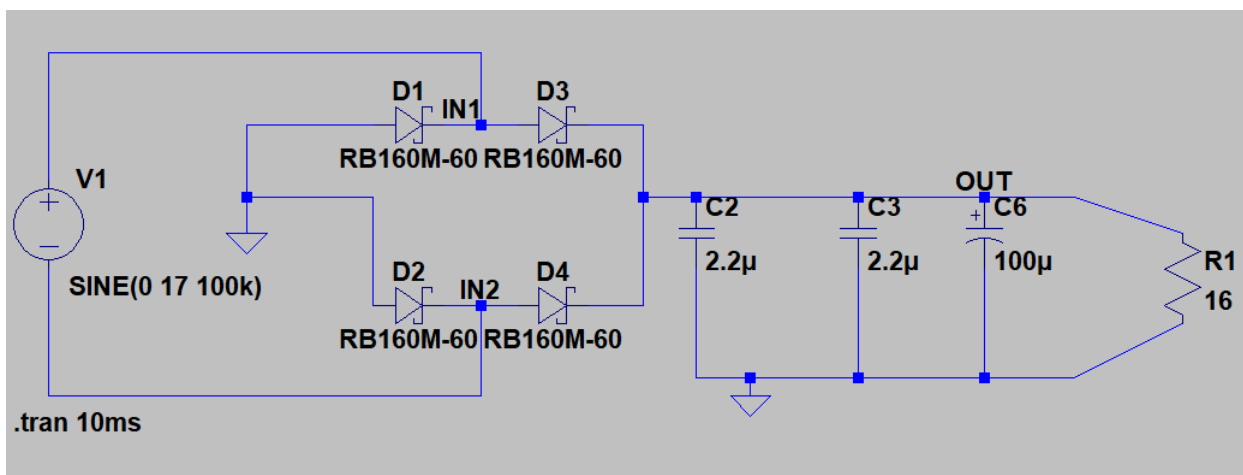 D1
IN1
D3
RB160M-60
RB160M-60
V1
+
−
SINE(0 17 100k)
D2
IN2
D4
RB160M-60
RB160M-60
C2
2.2µ
C3
2.2µ
OUT
+
C6
100µ
R1
16
.tran 10ms